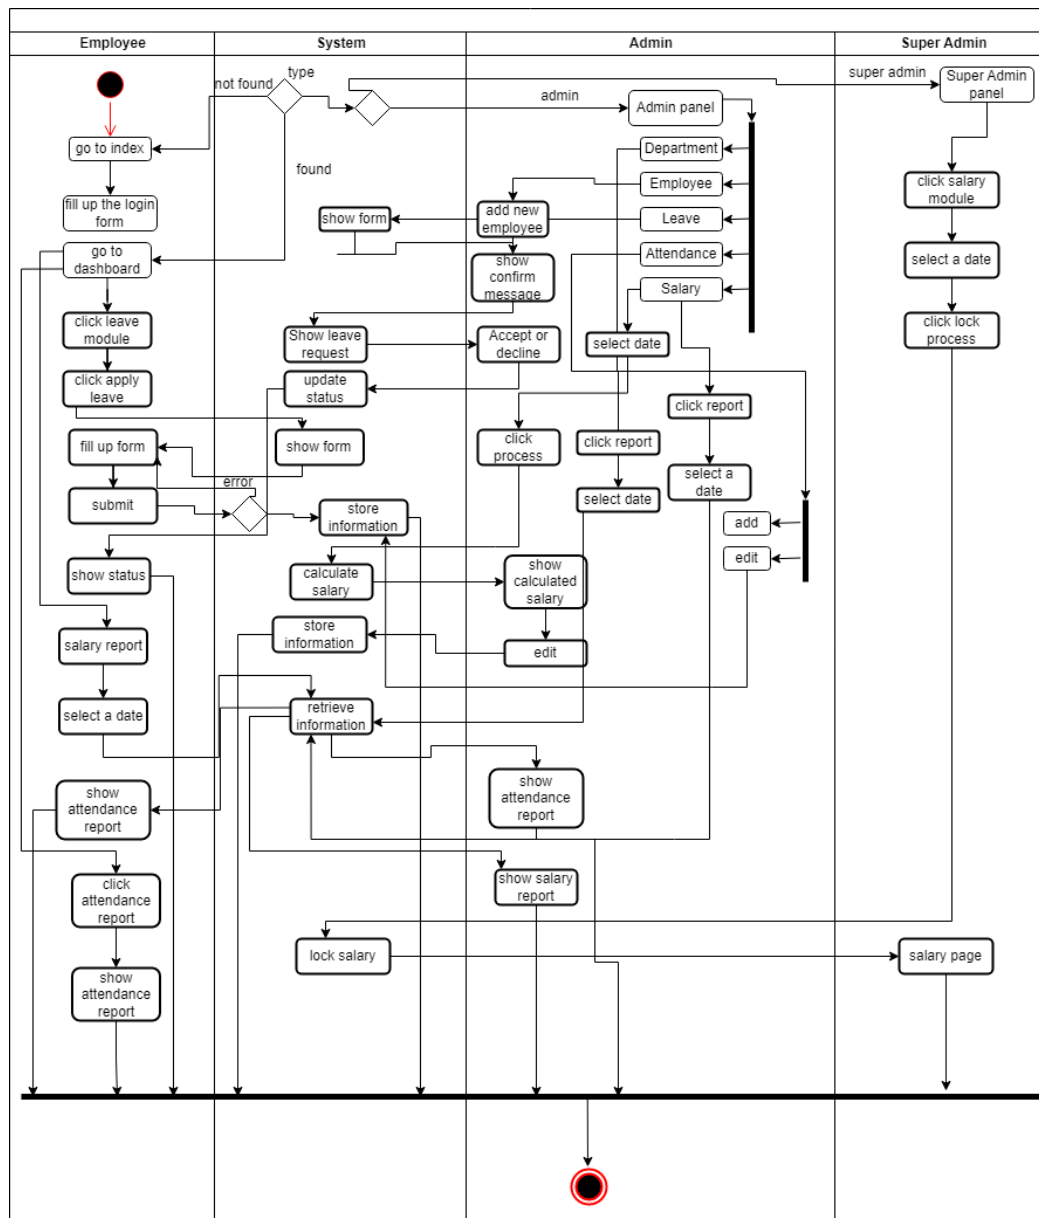 Employee
System
Admin
Super Admin
type
not found
super admin
admin
Super Admin
panel
Admin panel
go to index
Department
found
Employee
click salary
module
fill up the login
form
show form
add new
employee
Leave
go to
dashboard
show
confirm
message
Attendance
select a date
Salary
click leave
module
Show leave
request
Accept or
decline
select date
click lock
process
click apply
leave
update
status
click report
fill up form
show form
click
process
click report
select a
date
error
submit
store
information
select date
add
edit
show status
calculate
salary
show
calculated
salary
salary report
store
information
edit
select a date
retrieve
information
show
attendance
report
show
attendance
report
click
attendance
report
show salary
report
lock salary
salary page
show
attendance
report